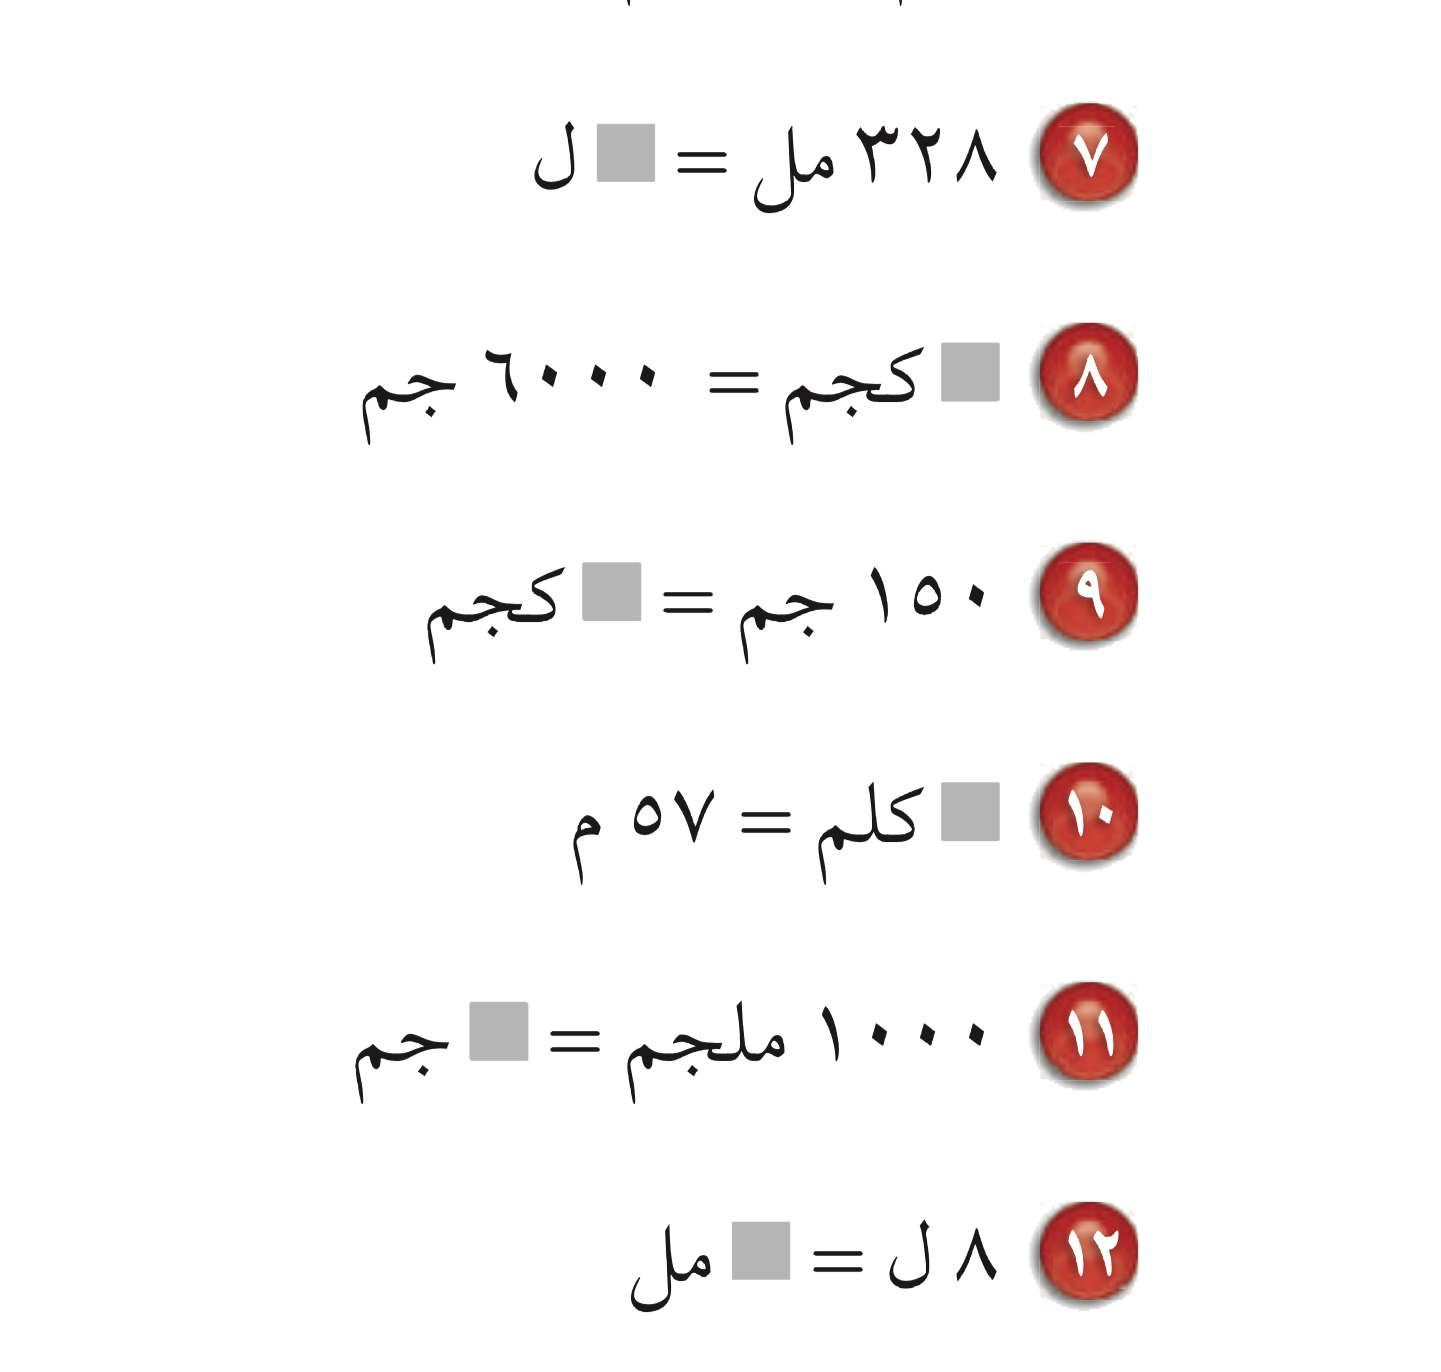 ٧ ٣٢٨ مل = ■ ل
٨ ■ كجم = ٦٠٠٠ جم
٩ ١٥٠ جم = ■ كجم
١٠ ■ كلم = ٥٧ م
١١ ١٠٠٠ ملجم = ■ جم
١٢ ٨ ل = ■ مل